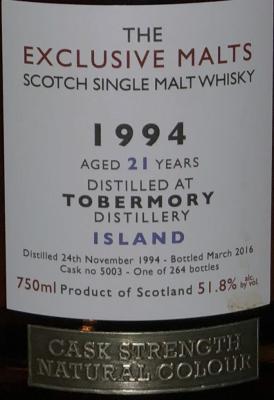 THE
EXCLUSIVE MALTS
SCOTCH SINGLE MALT WHISKY
1994
AGED 21 YEARS
DISTILLED AT
TOBERMORY
DISTILLERY
ISLAND
Distilled 24th November 1994 - Bottled March 2016
Cask no 5003 - One of 264 bottles
750ml Product of Scotland 51.8% alc. by vol.
CASK STRENGTH
NATURAL COLOUR